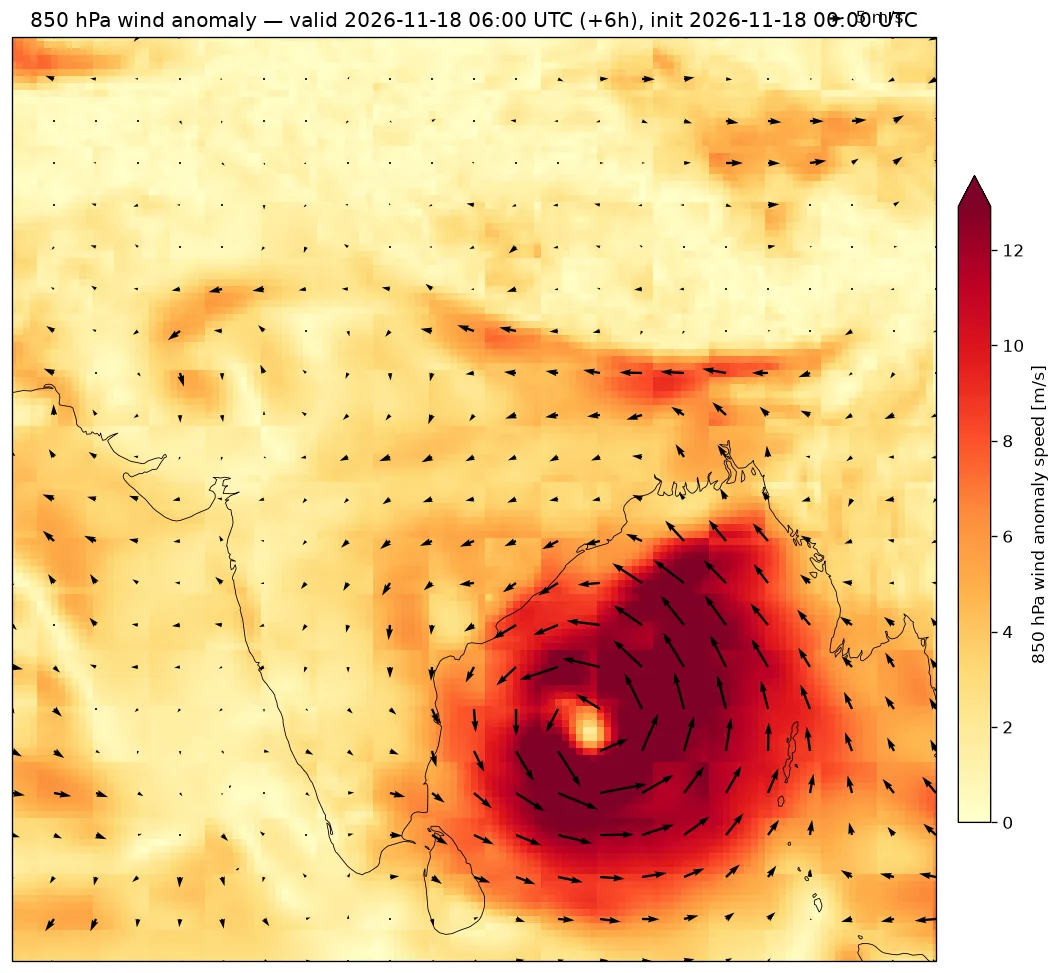 850 hPa wind anomaly — valid 2026-11-18 06:00 UTC (+6h), init 2026-11-18 00:00 UTC
5 m/s
12
10
8
6
4
2
0
850 hPa wind anomaly speed [m/s]